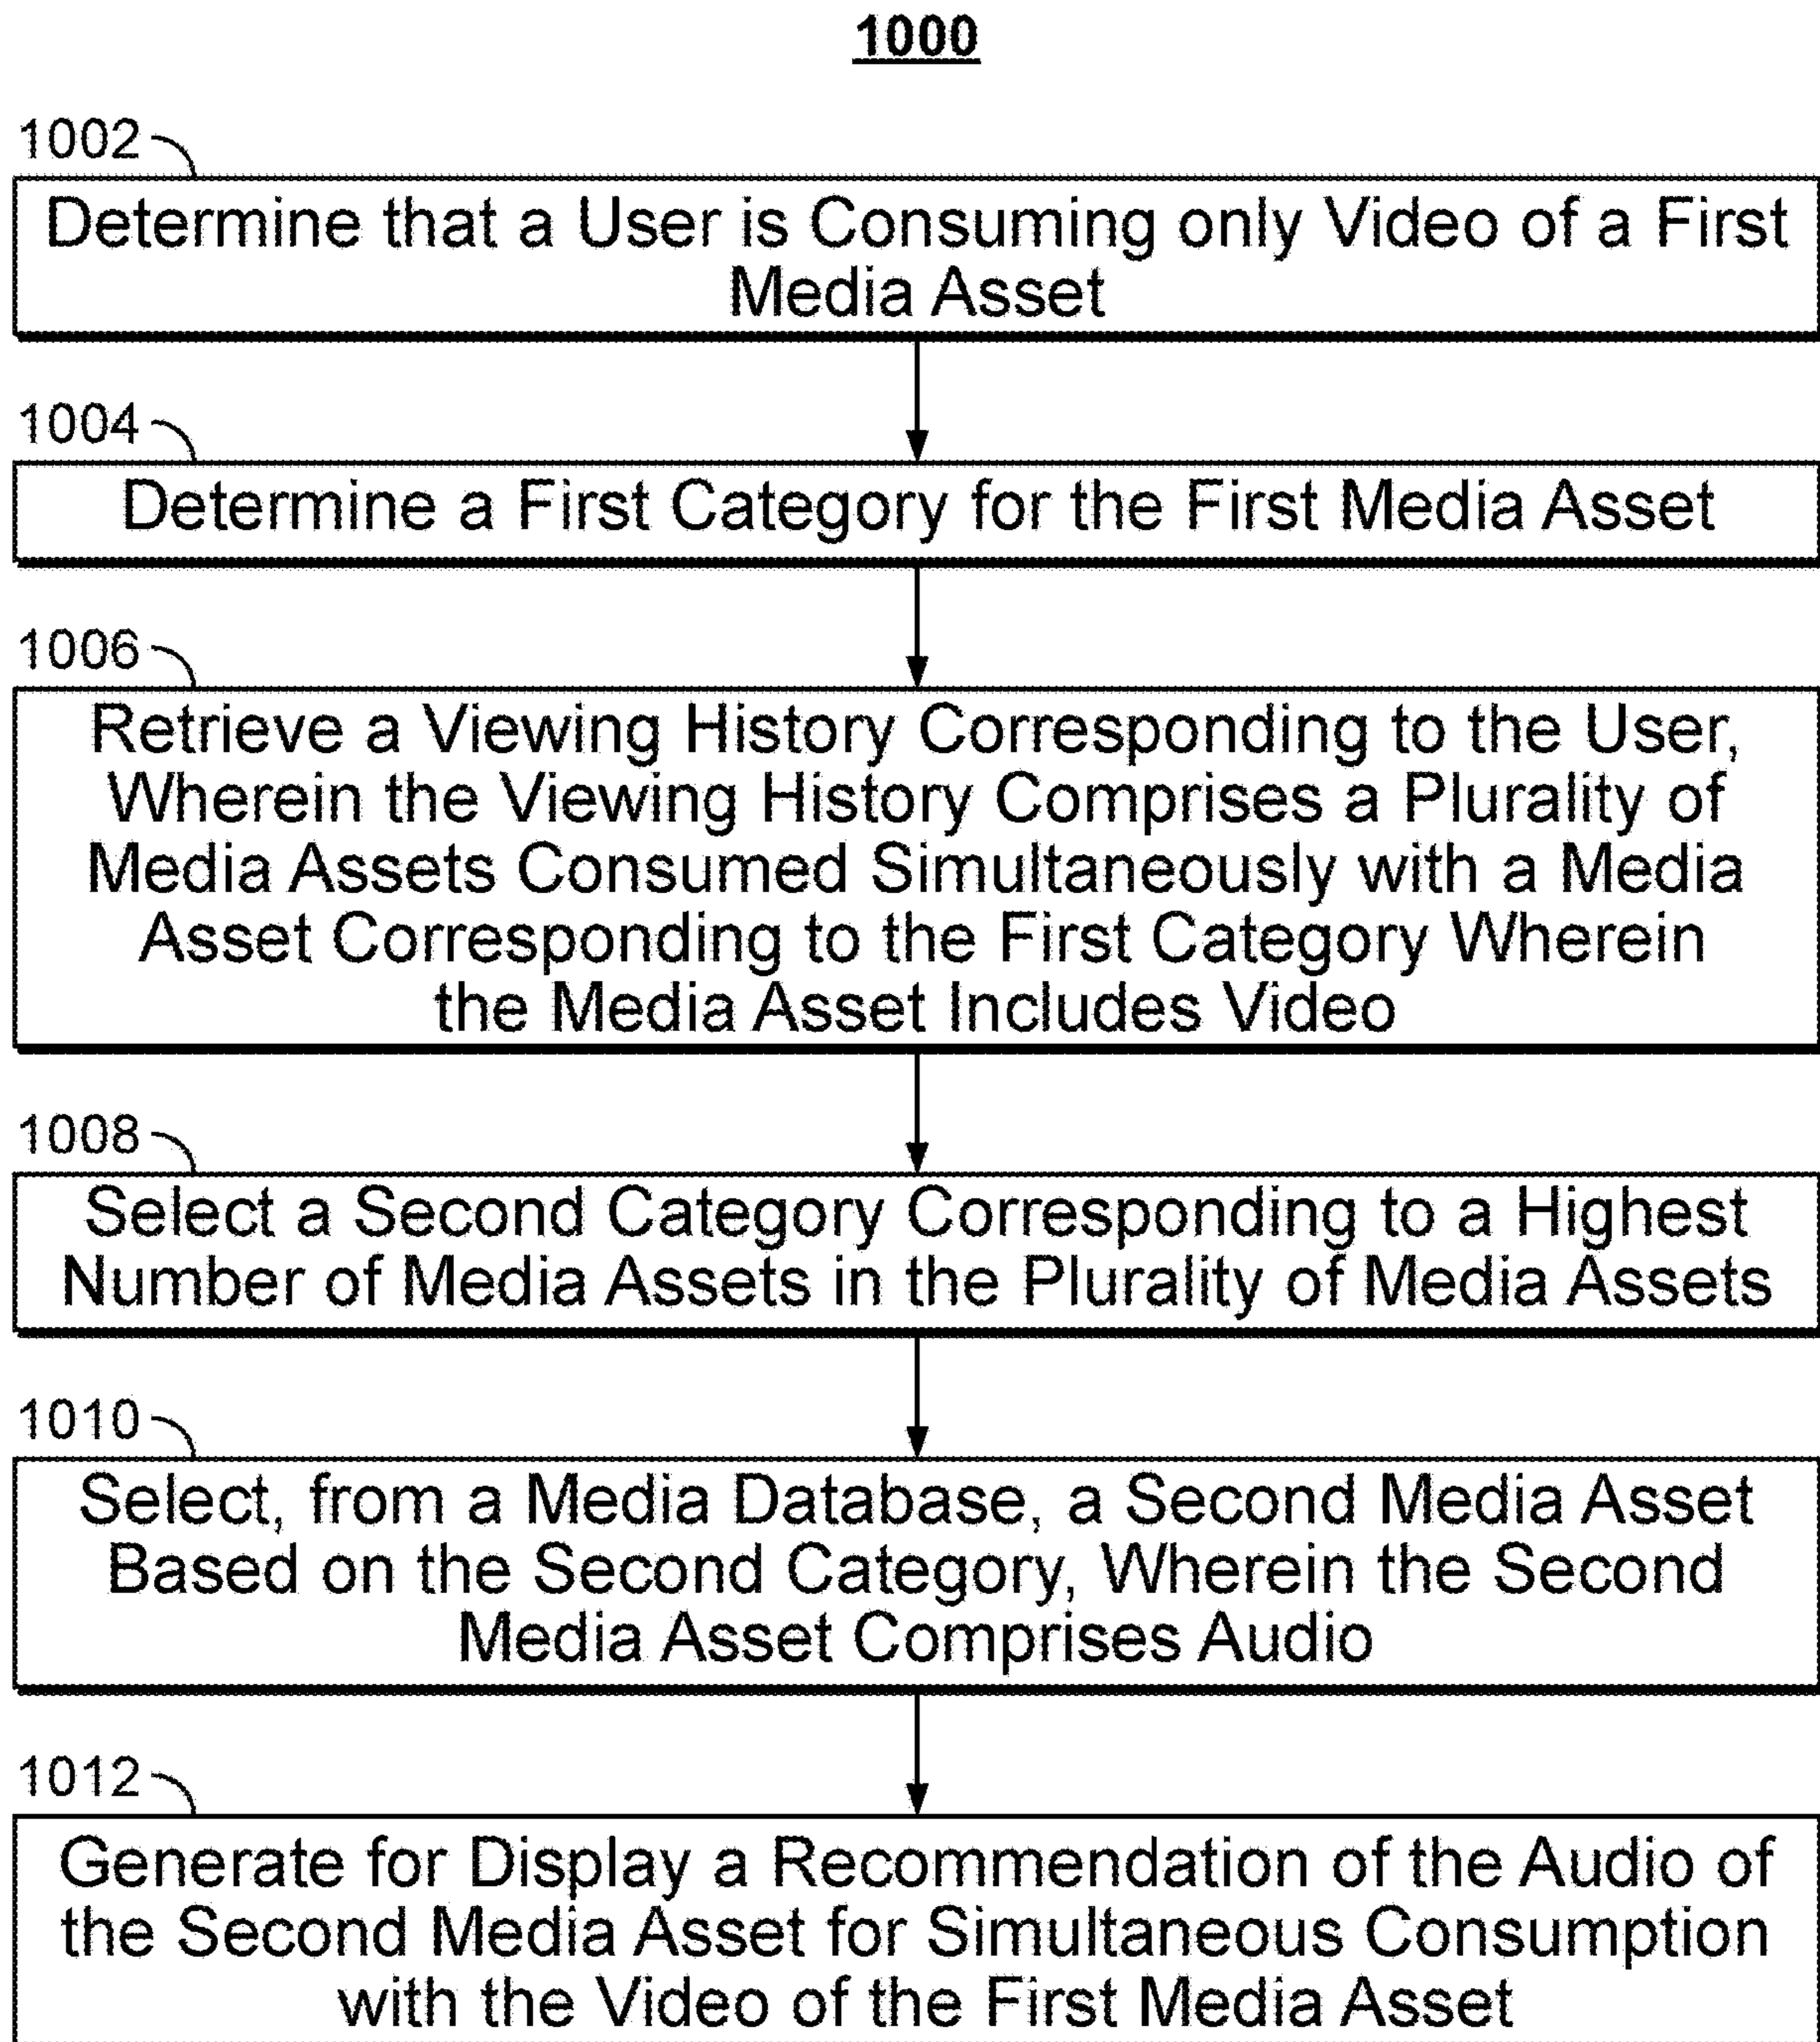 1000
1002
Determine that a User is Consuming only Video of a First
Media Asset
1004
Determine a First Category for the First Media Asset
1006
Retrieve a Viewing History Corresponding to the User,
Wherein the Viewing History Comprises a Plurality of
Media Assets Consumed Simultaneously with a Media
Asset Corresponding to the First Category Wherein
the Media Asset Includes Video
1008
Select a Second Category Corresponding to a Highest
Number of Media Assets in the Plurality of Media Assets
1010
Select, from a Media Database, a Second Media Asset
Based on the Second Category, Wherein the Second
Media Asset Comprises Audio
1012
Generate for Display a Recommendation of the Audio of
the Second Media Asset for Simultaneous Consumption
with the Video of the First Media Asset